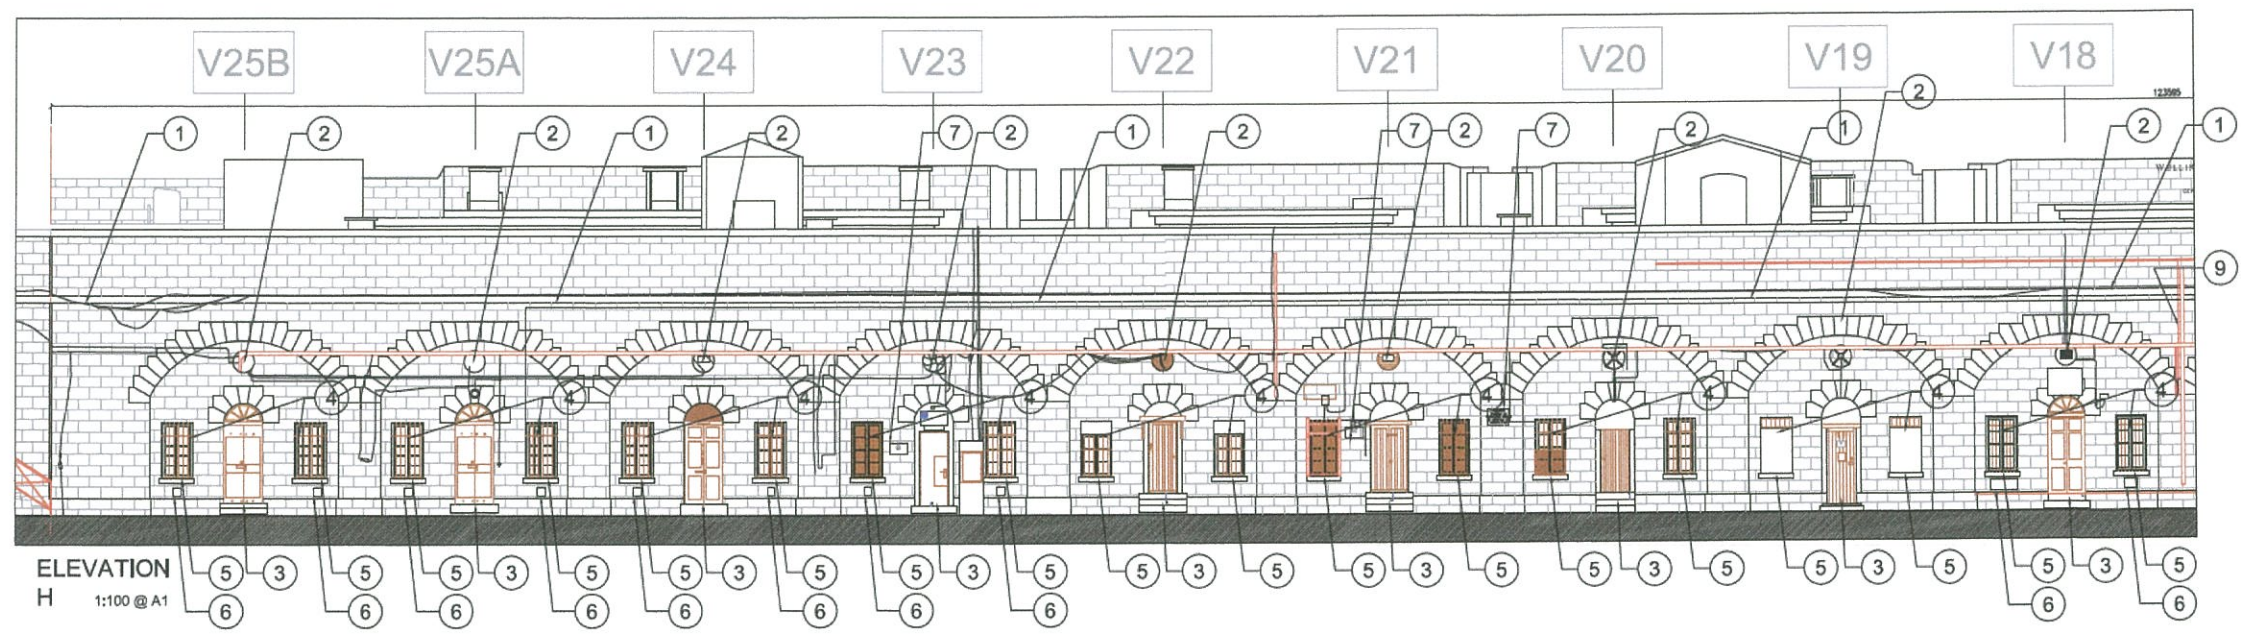 V25B V25A V24 V23 V22 V21 V20 V19 V18
2
123595
1 2 2 1 2 7 2 1 2 7 2 7 2 1 2 1
9
4 4 4 4 4 4 4 4 4
5 3 5 5 3 5 5 3 5 5 3 5 5 3 5 5 3 5 5 3 5 5 3 5 5 3 5
ELEVATION
H 1:100 @ A1
6 6 6 6 6 6 6 6 6 6